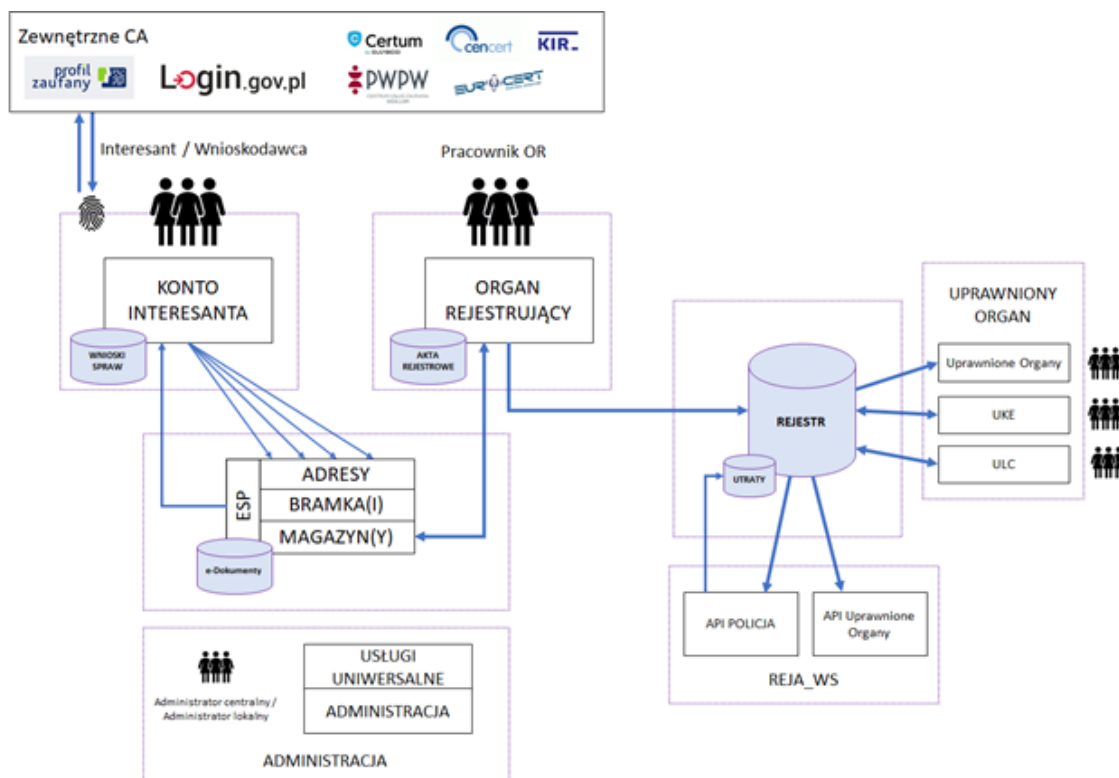 Zewnętrzne CA
profil
zaufany
Login.gov.pl
Certum
cencert
KIR
PWPW
EUROCERT
Interesant / Wnioskodawca
Pracownik OR
KONTO
INTERESANTA
WNIOSKI
SPRAW
ORGAN
REJESTRUJĄCY
AKTA
REJESTROWE
UPRAWNIONY
ORGAN
Uprawnione Organy
UKE
ULC
REJESTR
UTRATY
ESP
ADRESY
BRAMKA(I)
MAGAZYN(Y)
e-Dokumenty
API POLICJA
API Uprawnione
Organy
REJA_WS
USŁUGI
UNIWERSALNE
ADMINISTRACJA
Administrator centralny /
Administrator lokalny
ADMINISTRACJA